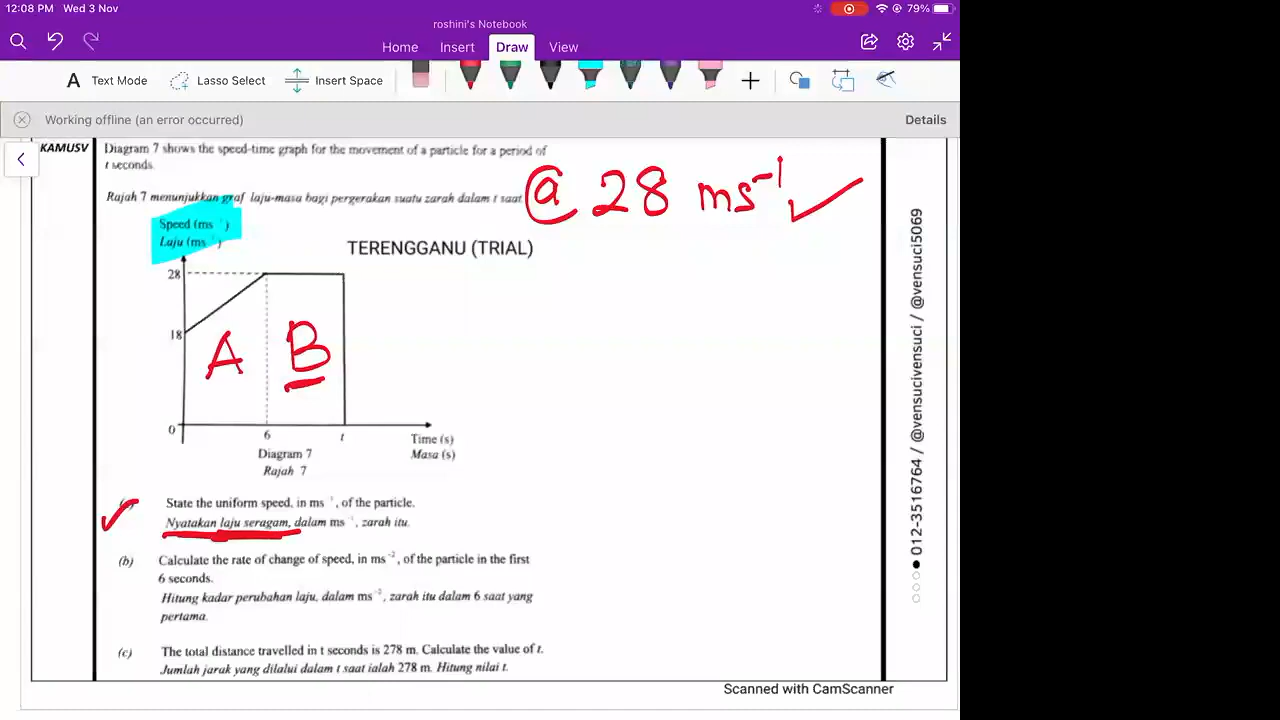 12:08 PM Wed 3 Nov
79%
roshini's Notebook
Home Insert Draw View
A Text Mode Lasso Select Insert Space
Working offline (an error occurred) Details
KAMUSV
Diagram 7 shows the speed-time graph for the movement of a particle for a period of
t seconds.
Rajah 7 menunjukkan graf laju-masa bagi pergerakan suatu zarah dalam t saat.
@ 28 ms⁻¹ ✓
Speed (ms⁻¹)
Laju (ms⁻¹)
TERENGGANU (TRIAL)
28
18
A B
0
6 t Time (s)
Masa (s)
Diagram 7
Rajah 7
State the uniform speed, in ms⁻¹, of the particle.
Nyatakan laju seragam, dalam ms⁻¹, zarah itu.
(b) Calculate the rate of change of speed, in ms⁻², of the particle in the first
6 seconds.
Hitung kadar perubahan laju, dalam ms⁻², zarah itu dalam 6 saat yang
pertama.
(c) The total distance travelled in t seconds is 278 m. Calculate the value of t.
Jumlah jarak yang dilalui dalam t saat ialah 278 m. Hitung nilai t.
012-3516764 / @vensucivensuci / @vensuci5069
Scanned with CamScanner